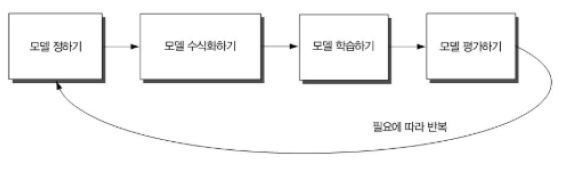 모델 정하기
모델 수식화하기
모델 학습하기
모델 평가하기
필요에 따라 반복